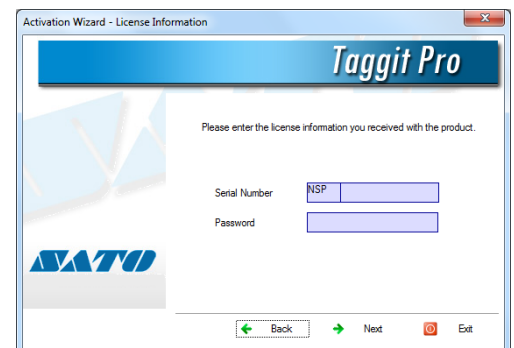 Activation Wizard - License Information
Taggit Pro
Please enter the license information you received with the product.
Serial Number NSP
Password
SATO
Back Next Exit